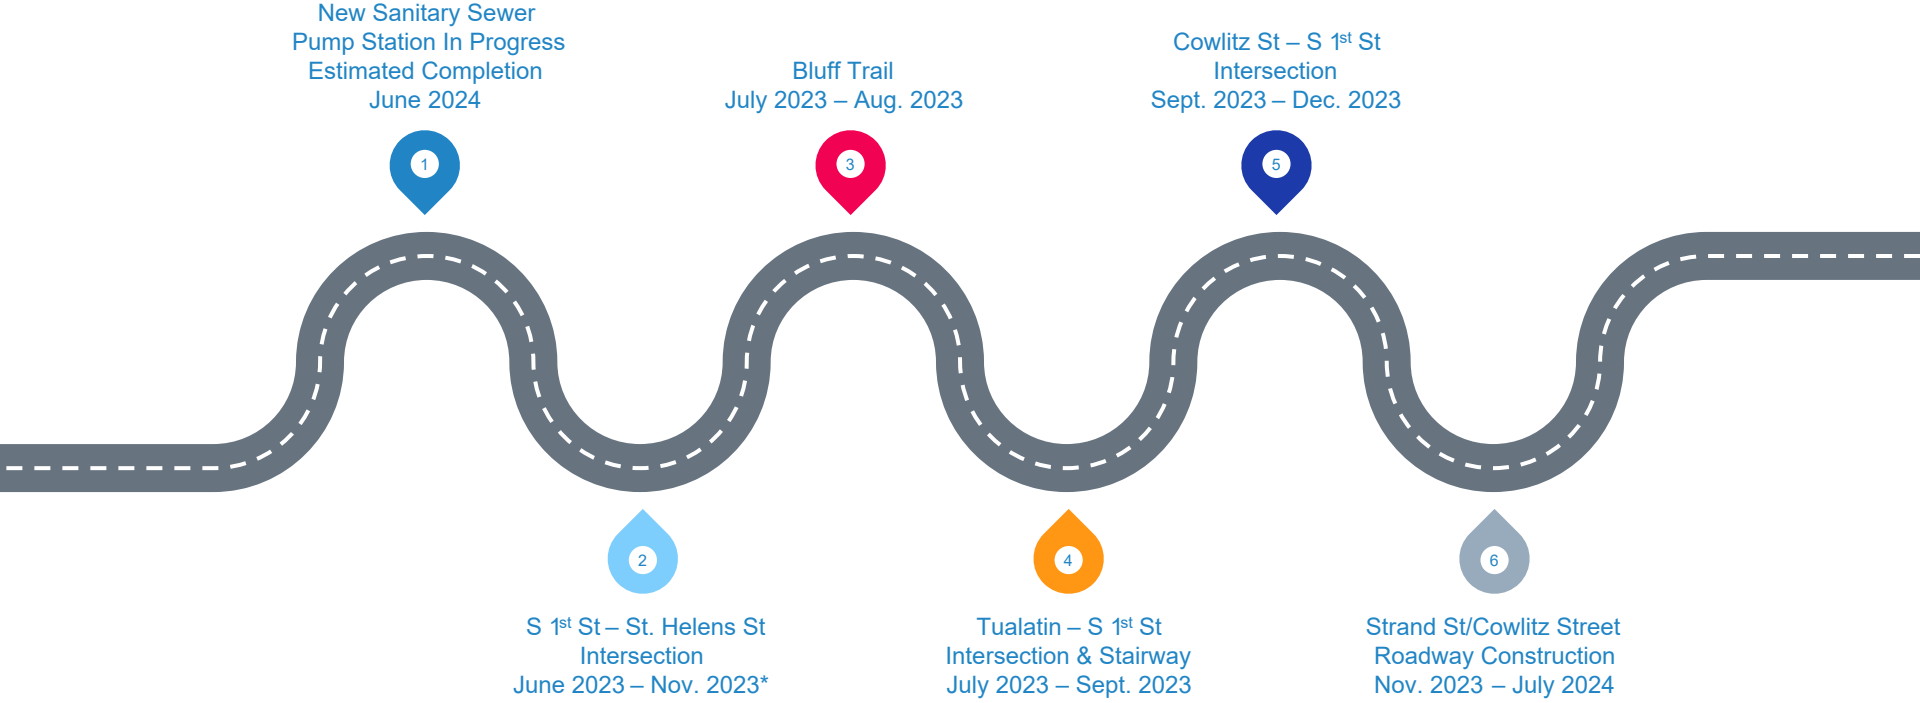 New Sanitary Sewer
Pump Station In Progress
Estimated Completion
June 2024
1
Bluff Trail
July 2023 – Aug. 2023
3
Cowlitz St – S 1st St
Intersection
Sept. 2023 – Dec. 2023
5
2
S 1st St – St. Helens St
Intersection
June 2023 – Nov. 2023*
4
Tualatin – S 1st St
Intersection & Stairway
July 2023 – Sept. 2023
6
Strand St/Cowlitz Street
Roadway Construction
Nov. 2023 – July 2024